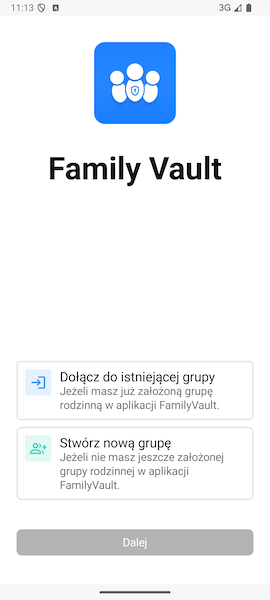 11:13
3G
Family Vault
Dołącz do istniejącej grupy
Jeżeli masz już założoną grupę
rodzinną w aplikacji FamilyVault.
Stwórz nową grupę
Jeżeli nie masz jeszcze założonej
grupy rodzinnej w aplikacji
FamilyVault.
Dalej